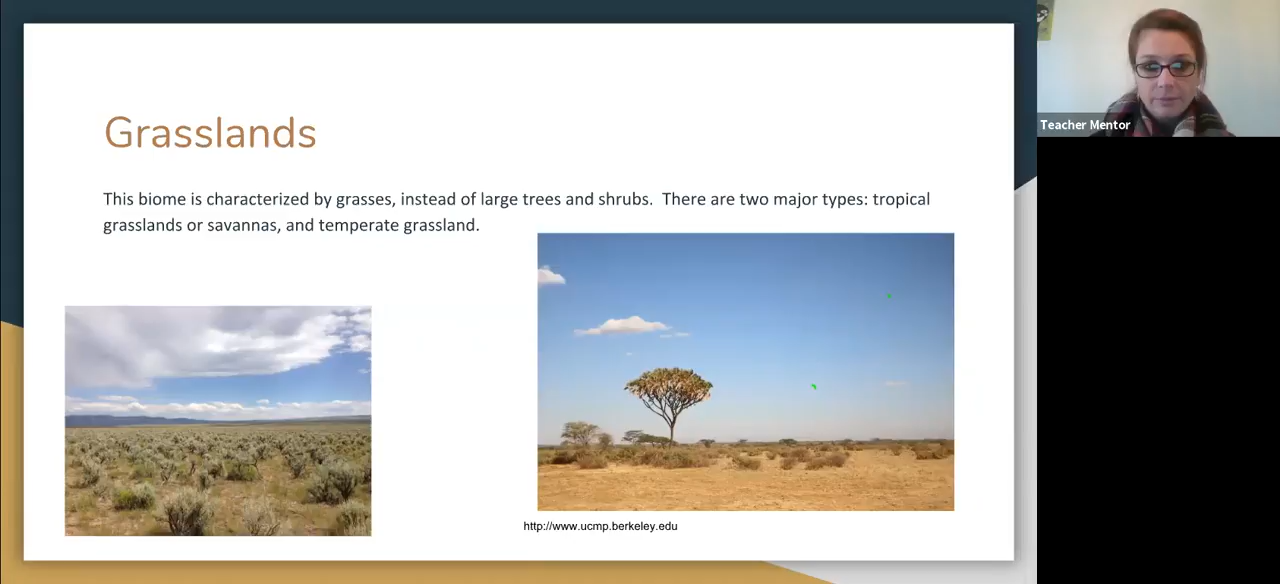 Grasslands
This biome is characterized by grasses, instead of large trees and shrubs.  There are two major types: tropical
grasslands or savannas, and temperate grassland.
http://www.ucmp.berkeley.edu
Teacher Mentor